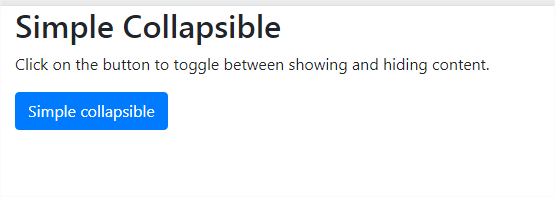 Simple Collapsible
Click on the button to toggle between showing and hiding content.
Simple collapsible